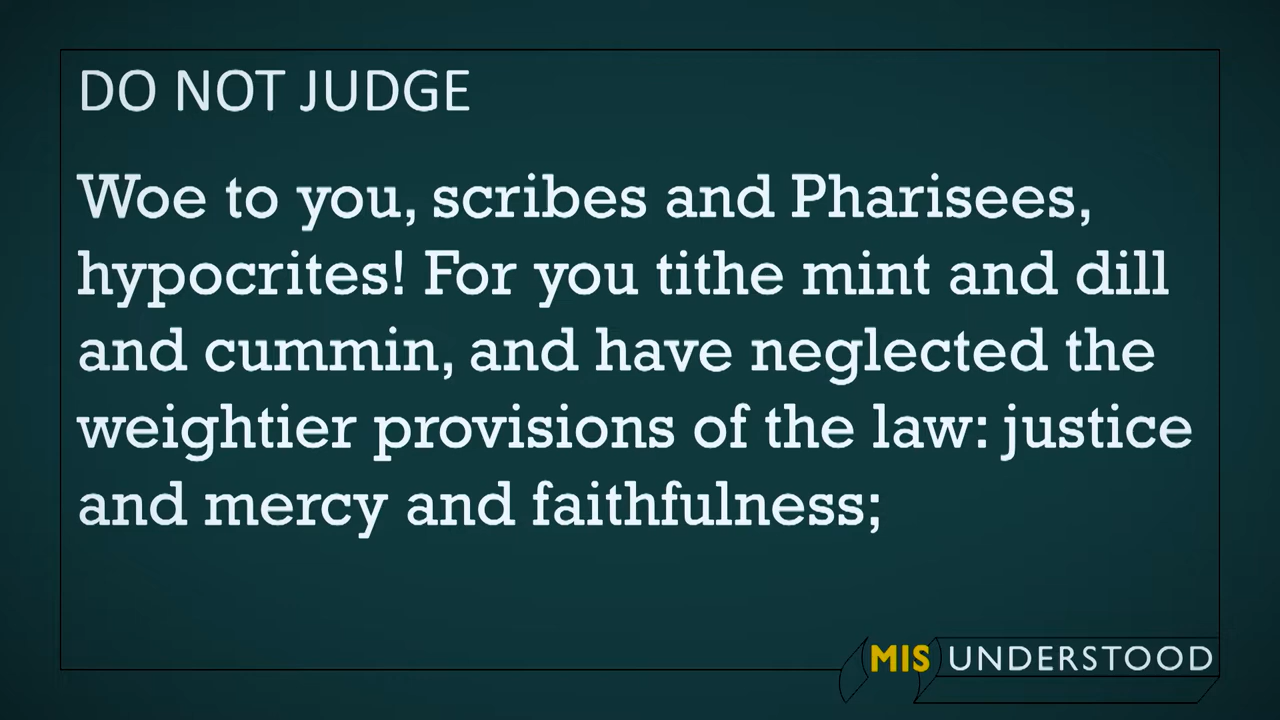 DO NOT JUDGE
Woe to you, scribes and Pharisees,
hypocrites! For you tithe mint and dill
and cummin, and have neglected the
weightier provisions of the law: justice
and mercy and faithfulness;
MIS UNDERSTOOD